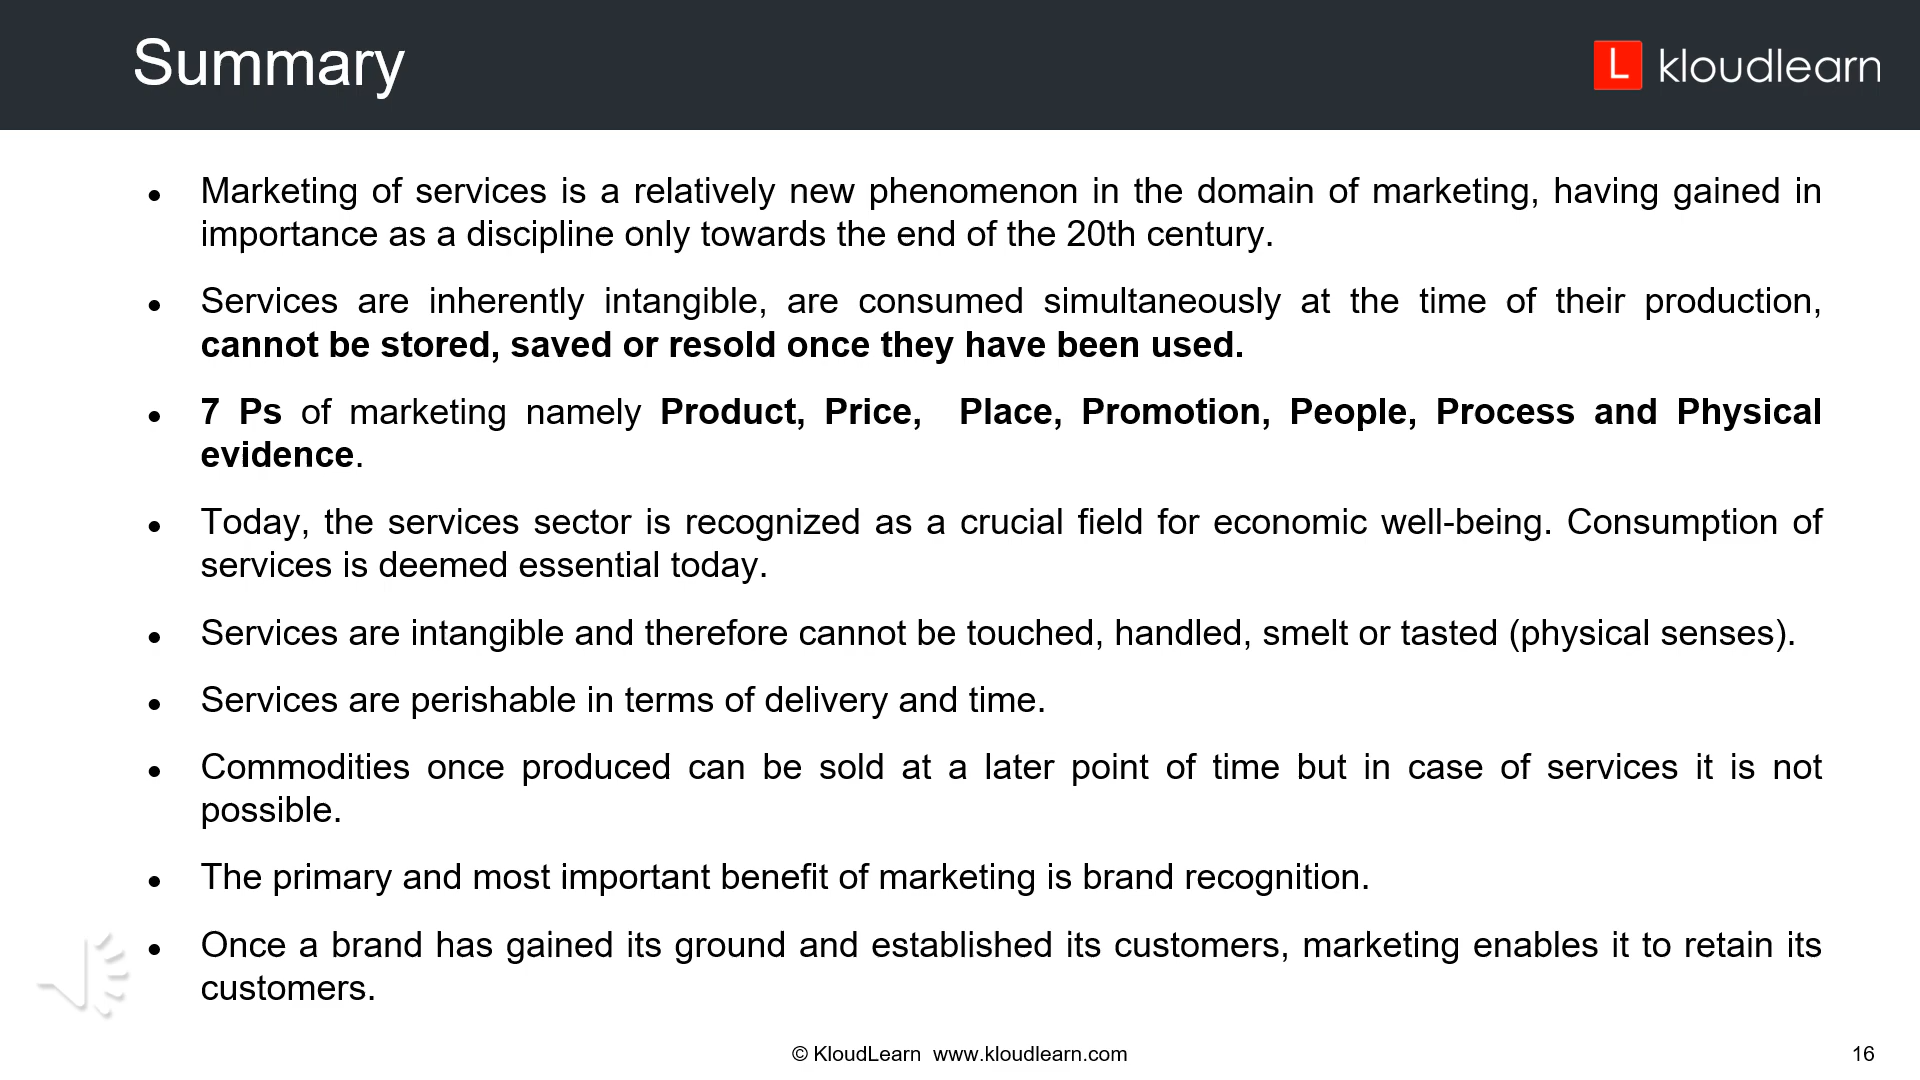 Summary
L kloudlearn
● Marketing of services is a relatively new phenomenon in the domain of marketing, having gained in
importance as a discipline only towards the end of the 20th century.
● Services are inherently intangible, are consumed simultaneously at the time of their production,
cannot be stored, saved or resold once they have been used.
● 7 Ps of marketing namely Product, Price,  Place, Promotion, People, Process and Physical
evidence.
● Today, the services sector is recognized as a crucial field for economic well-being. Consumption of
services is deemed essential today.
● Services are intangible and therefore cannot be touched, handled, smelt or tasted (physical senses).
● Services are perishable in terms of delivery and time.
● Commodities once produced can be sold at a later point of time but in case of services it is not
possible.
● The primary and most important benefit of marketing is brand recognition.
● Once a brand has gained its ground and established its customers, marketing enables it to retain its
customers.
© KloudLearn  www.kloudlearn.com
16